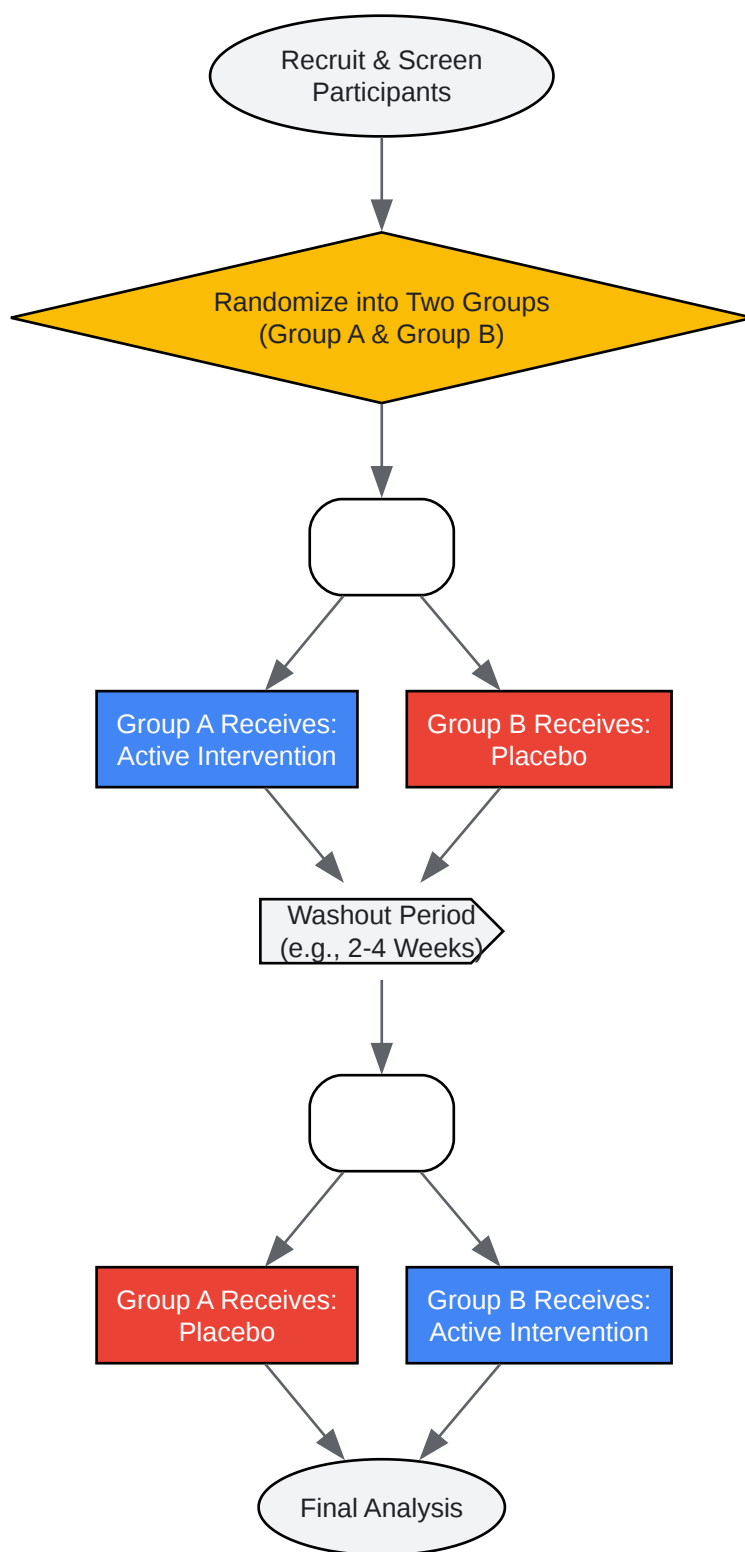 Recruit & Screen
Participants
Randomize into Two Groups
(Group A & Group B)
Group A Receives:
Active Intervention
Group B Receives:
Placebo
Washout Period
(e.g., 2-4 Weeks)
Group A Receives:
Placebo
Group B Receives:
Active Intervention
Final Analysis